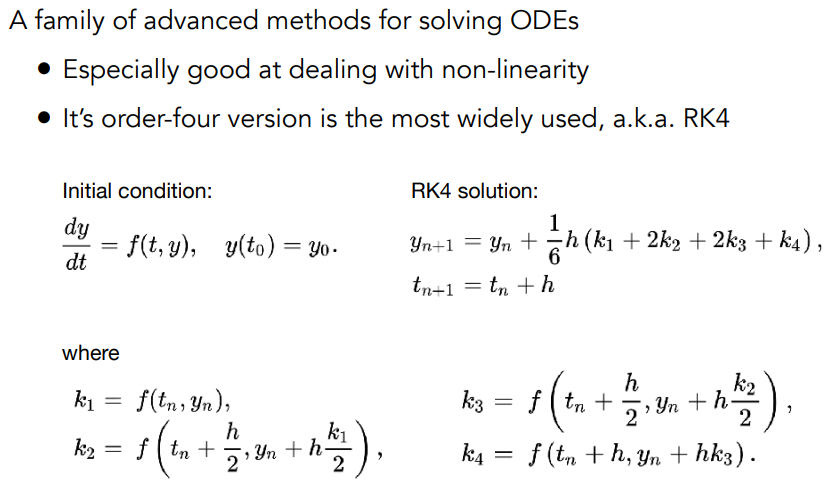 A family of advanced methods for solving ODEs
● Especially good at dealing with non-linearity
● It's order-four version is the most widely used, a.k.a. RK4
Initial condition:
\frac{dy}{dt} = f(t, y), \quad y(t_0) = y_0.
RK4 solution:
y_{n+1} = y_n + \frac{1}{6} h (k_1 + 2k_2 + 2k_3 + k_4),
t_{n+1} = t_n + h
where
k_1 = f(t_n, y_n),
k_2 = f\left(t_n + \frac{h}{2}, y_n + h\frac{k_1}{2}\right),
k_3 = f\left(t_n + \frac{h}{2}, y_n + h\frac{k_2}{2}\right),
k_4 = f(t_n + h, y_n + hk_3).